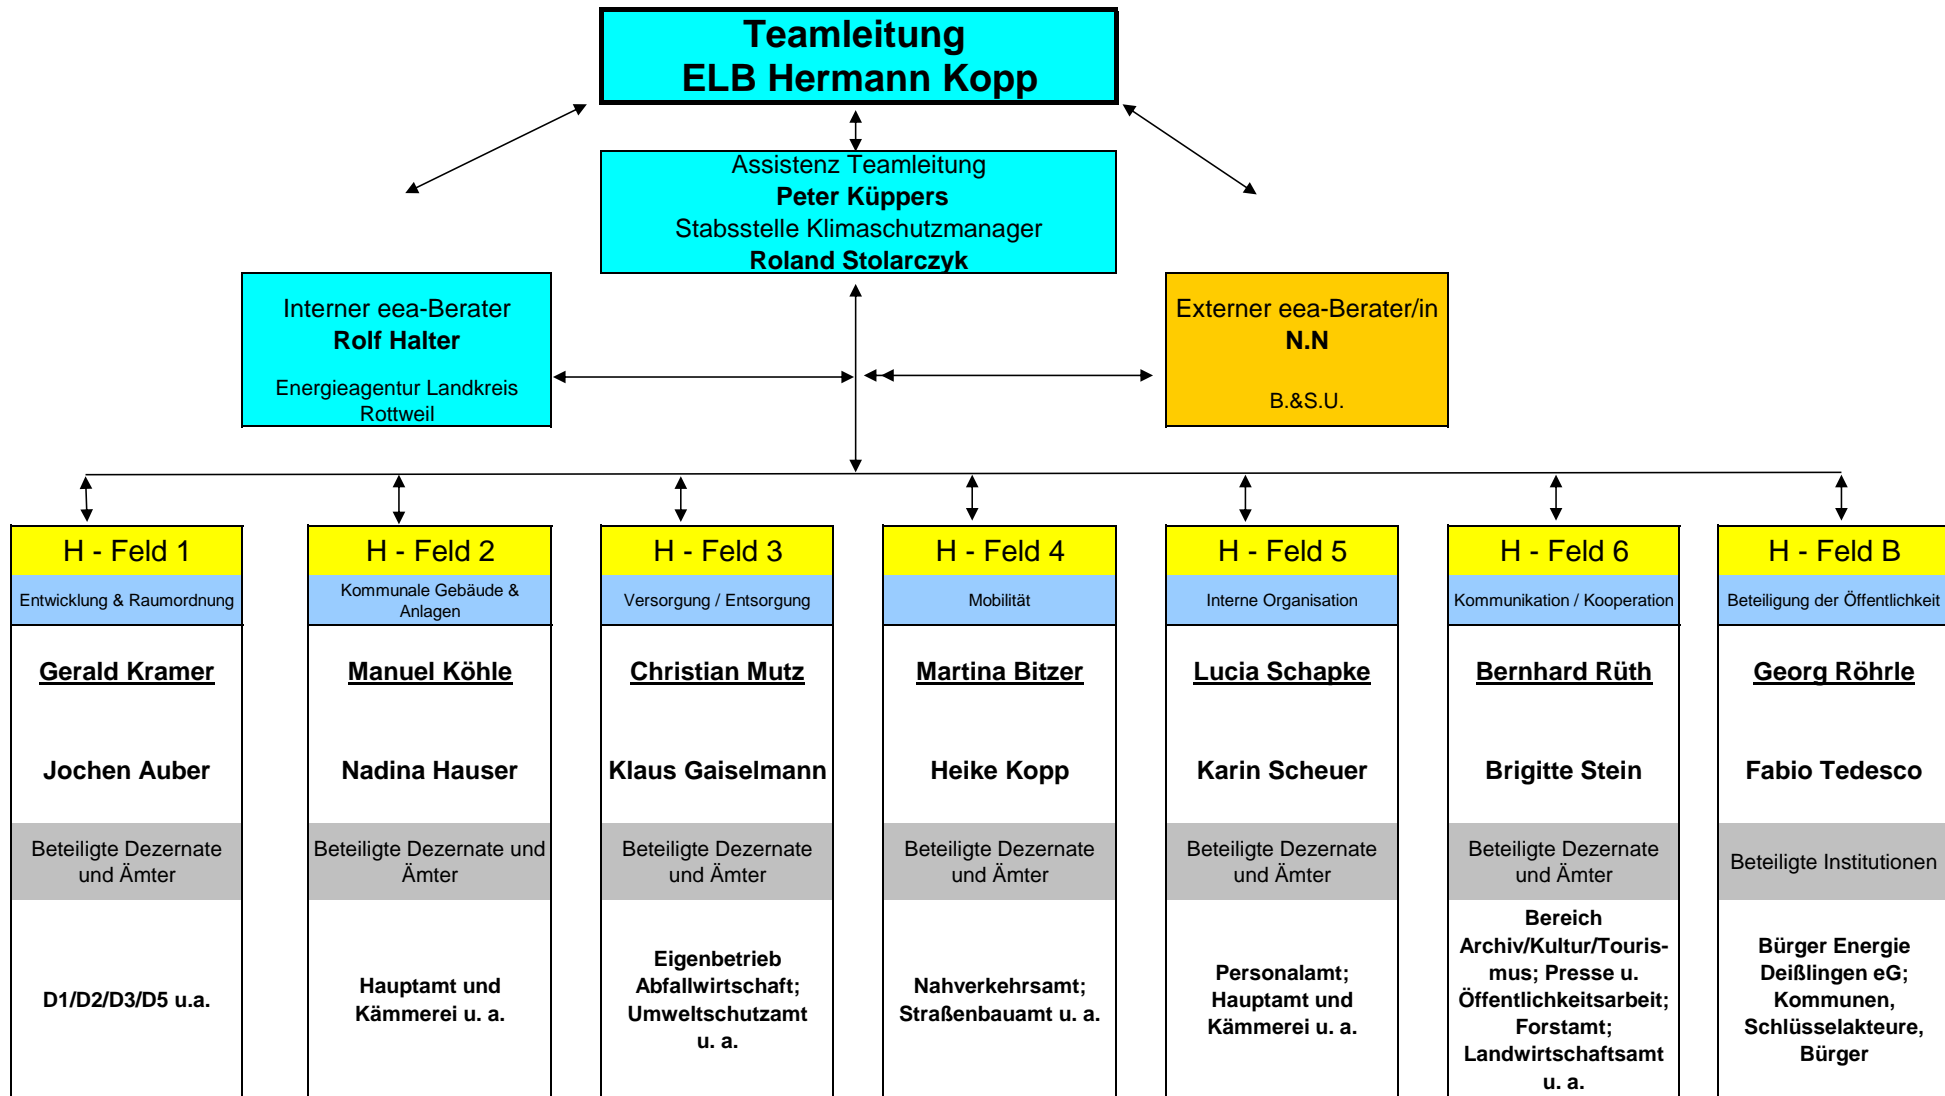 Teamleitung
ELB Hermann Kopp
Assistenz Teamleitung
Peter Küppers
Stabsstelle Klimaschutzmanager
Roland Stolarczyk
Interner eea-Berater
Rolf Halter
Energieagentur Landkreis
Rottweil
Externer eea-Berater/in
N.N
B.&S.U.
H - Feld 1
Entwicklung & Raumordnung
Gerald Kramer
Jochen Auber
Beteiligte Dezernate
und Ämter
D1/D2/D3/D5 u.a.
H - Feld 2
Kommunale Gebäude &
Anlagen
Manuel Köhle
Nadina Hauser
Beteiligte Dezernate und
Ämter
Hauptamt und
Kämmerei u. a.
H - Feld 3
Versorgung / Entsorgung
Christian Mutz
Klaus Gaiselmann
Beteiligte Dezernate
und Ämter
Eigenbetrieb
Abfallwirtschaft;
Umweltschutzamt
u. a.
H - Feld 4
Mobilität
Martina Bitzer
Heike Kopp
Beteiligte Dezernate
und Ämter
Nahverkehrsamt;
Straßenbauamt u. a.
H - Feld 5
Interne Organisation
Lucia Schapke
Karin Scheuer
Beteiligte Dezernate
und Ämter
Personalamt;
Hauptamt und
Kämmerei u. a.
H - Feld 6
Kommunikation / Kooperation
Bernhard Rüth
Brigitte Stein
Beteiligte Dezernate
und Ämter
Bereich
Archiv/Kultur/Touris-
mus; Presse u.
Öffentlichkeitsarbeit;
Forstamt;
Landwirtschaftsamt
u. a.
H - Feld B
Beteiligung der Öffentlichkeit
Georg Röhrle
Fabio Tedesco
Beteiligte Institutionen
Bürger Energie
Deißlingen eG;
Kommunen,
Schlüsselakteure,
Bürger